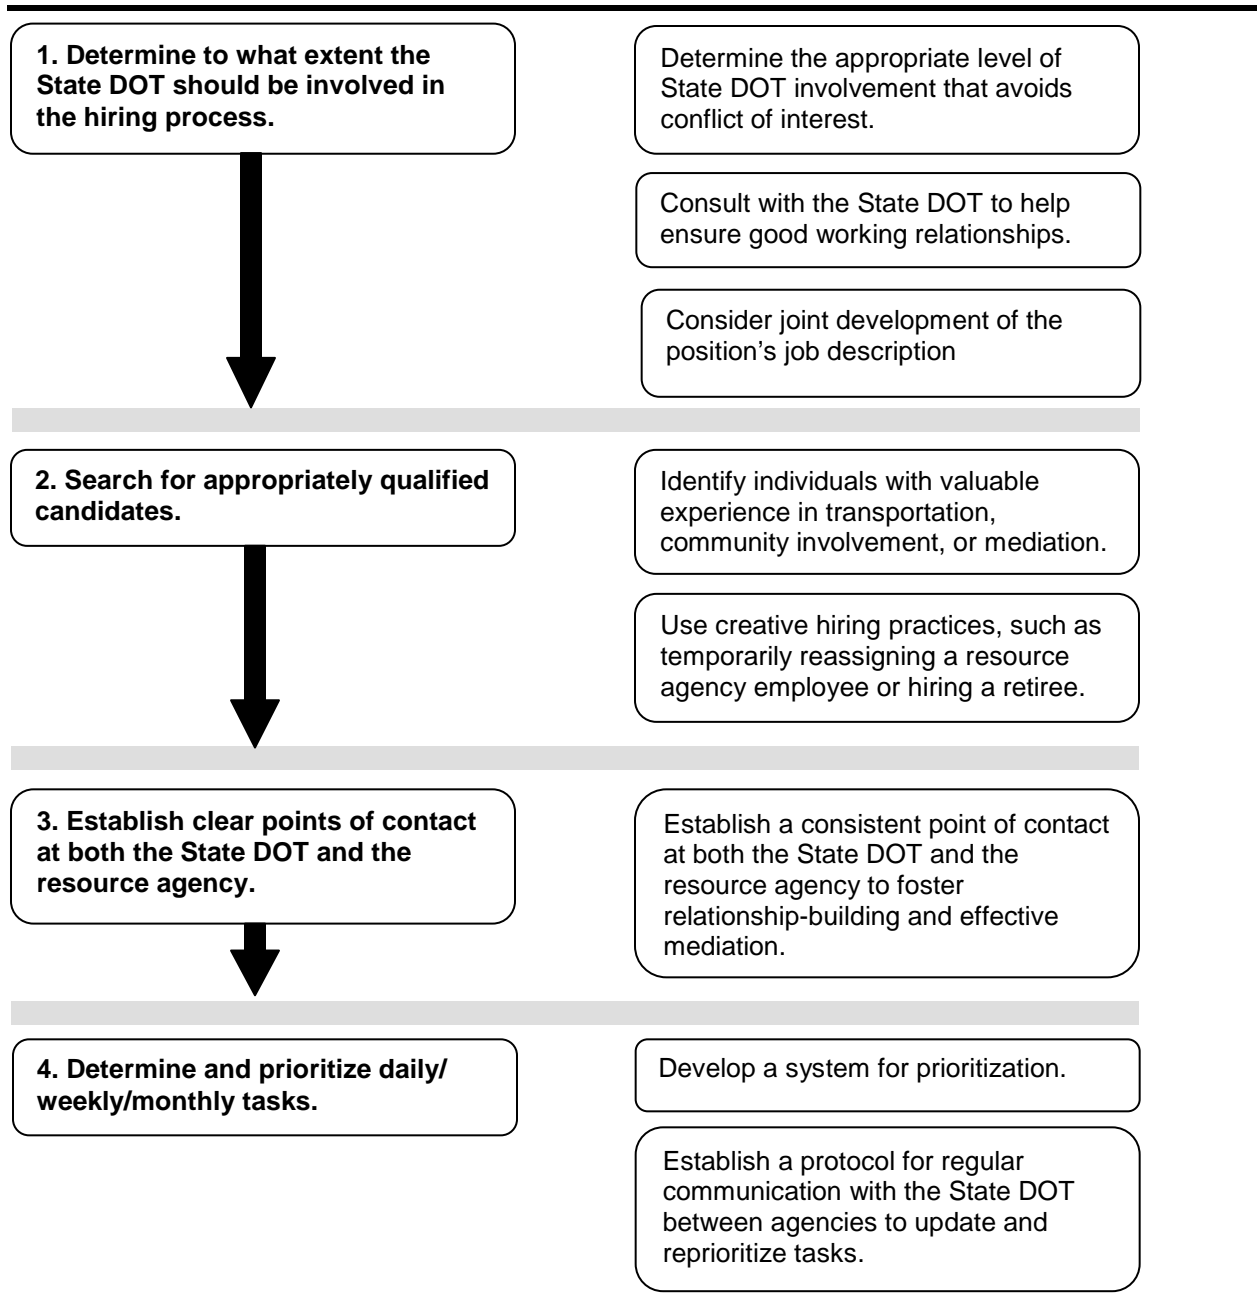 1. Determine to what extent the
State DOT should be involved in
the hiring process.
Determine the appropriate level of
State DOT involvement that avoids
conflict of interest.
Consult with the State DOT to help
ensure good working relationships.
Consider joint development of the
position’s job description
2. Search for appropriately qualified
candidates.
Identify individuals with valuable
experience in transportation,
community involvement, or mediation.
Use creative hiring practices, such as
temporarily reassigning a resource
agency employee or hiring a retiree.
3. Establish clear points of contact
at both the State DOT and the
resource agency.
Establish a consistent point of contact
at both the State DOT and the
resource agency to foster
relationship-building and effective
mediation.
4. Determine and prioritize daily/
weekly/monthly tasks.
Develop a system for prioritization.
Establish a protocol for regular
communication with the State DOT
between agencies to update and
reprioritize tasks.